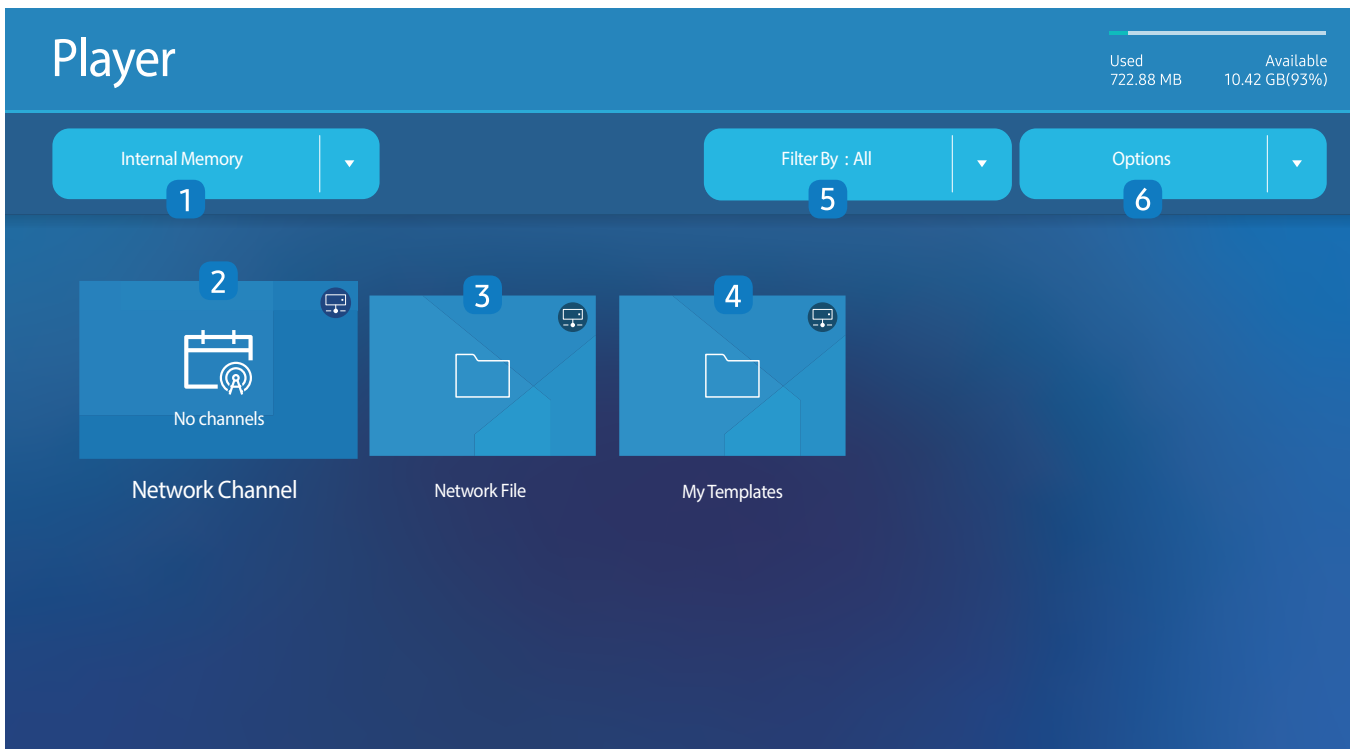 Player
Used Available
722.88 MB 10.42 GB(93%)
Internal Memory
1
Filter By : All
5
Options
6
2
No channels
Network Channel
3
Network File
4
My Templates